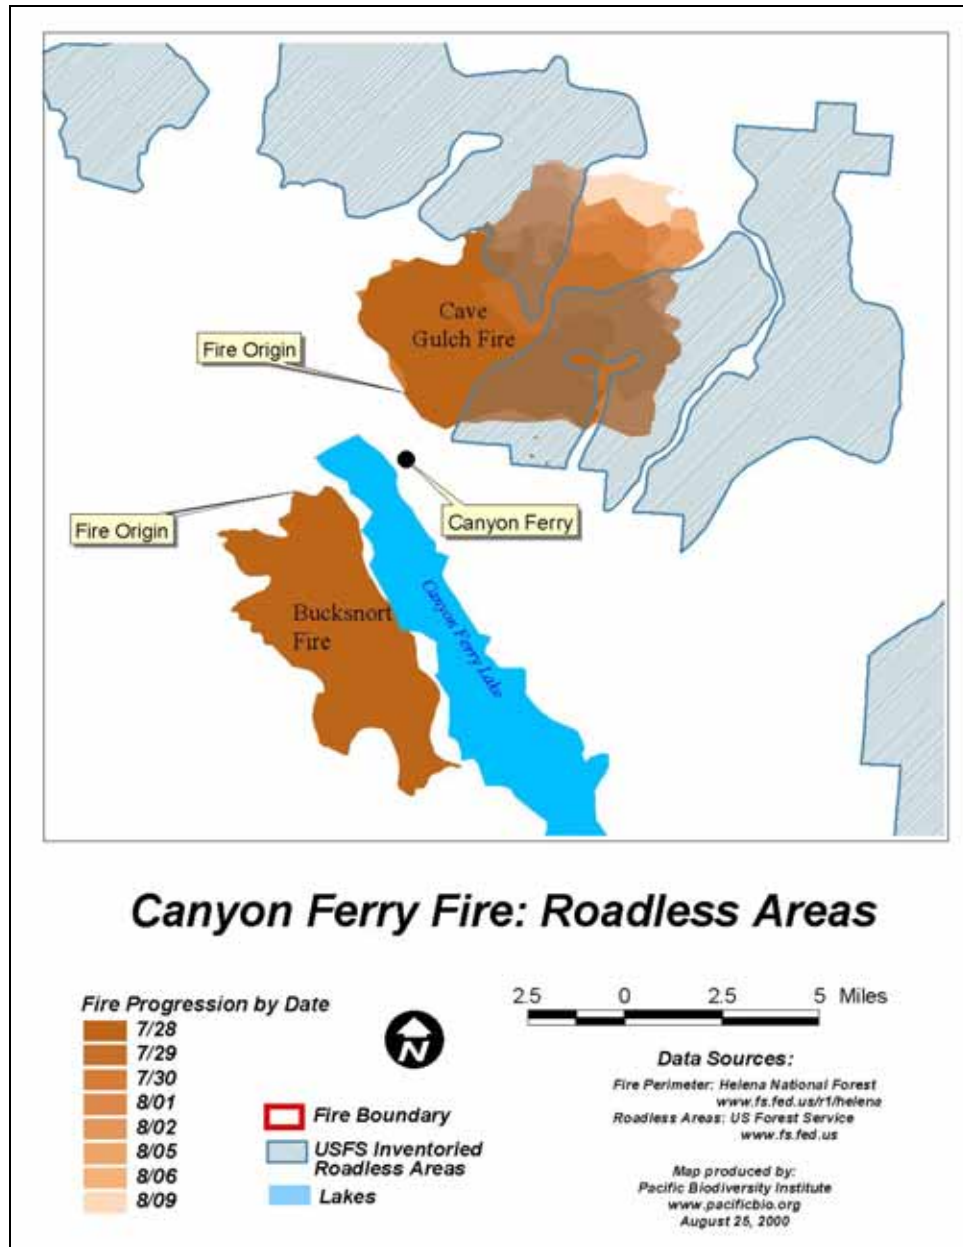 Cave
Gulch Fire
Fire Origin
Canyon Ferry
Fire Origin
Bucksnort
Fire
Canyon Ferry Lake
Canyon Ferry Fire: Roadless Areas
Fire Progression by Date
7/28
7/29
7/30
8/01
8/02
8/05
8/06
8/09
N
Fire Boundary
USFS Inventoried
Roadless Areas
Lakes
2.5 0 2.5 5 Miles
Data Sources:
Fire Perimeter: Helena National Forest
www.fs.fed.us/r1/helena
Roadless Areas: US Forest Service
www.fs.fed.us
Map produced by:
Pacific Biodiversity Institute
www.pacificbio.org
August 25, 2000